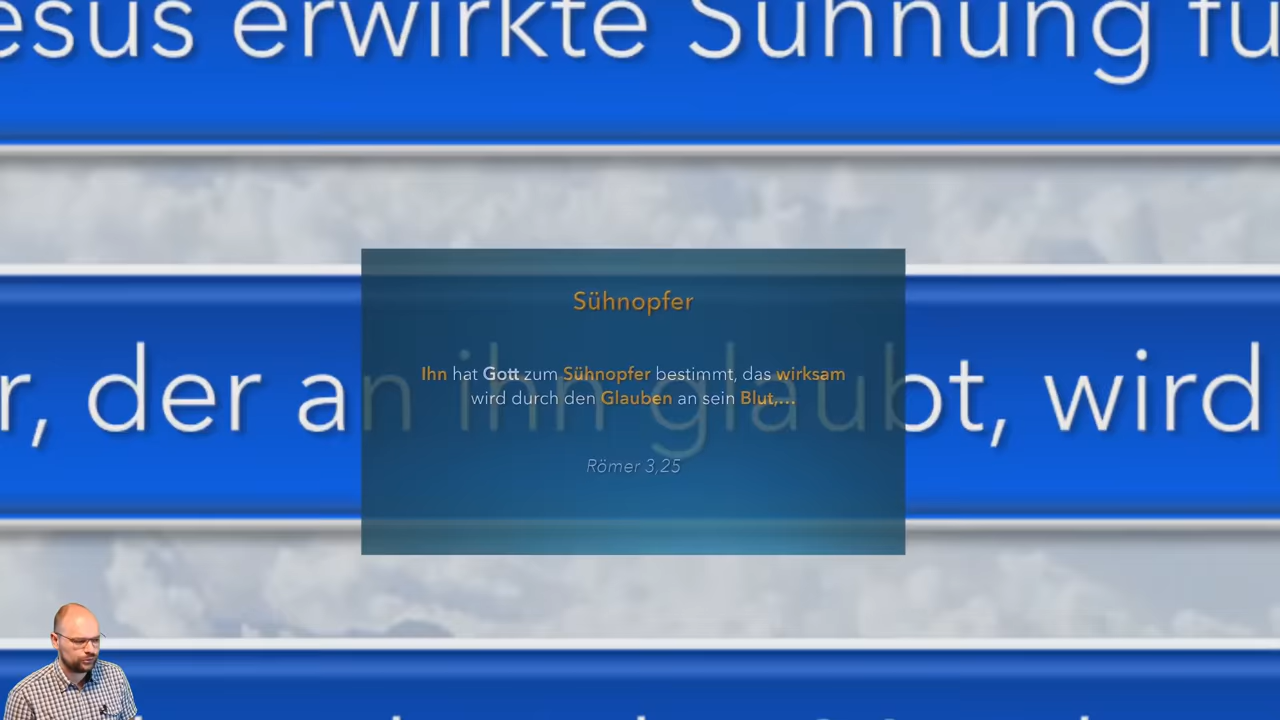 esus erwirkte Sühnung fü
Sühnopfer
r, der an ihn glaubt, wird
Ihn hat Gott zum Sühnopfer bestimmt, das wirksam
wird durch den Glauben an sein Blut,...
Römer 3,25